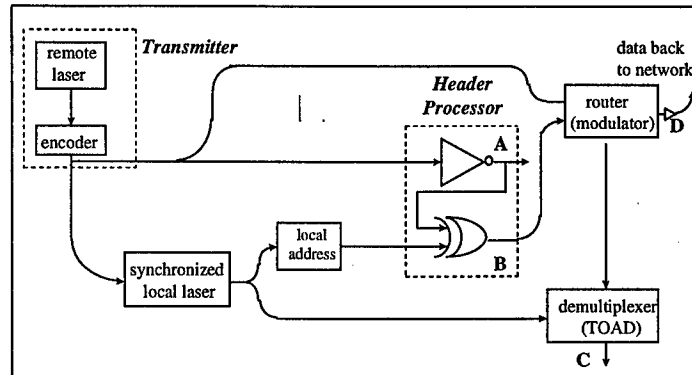 Transmitter
remote
laser
encoder
Header
Processor
A
B
data back
to network
router
(modulator)
D
local
address
synchronized
local laser
demultiplexer
(TOAD)
C